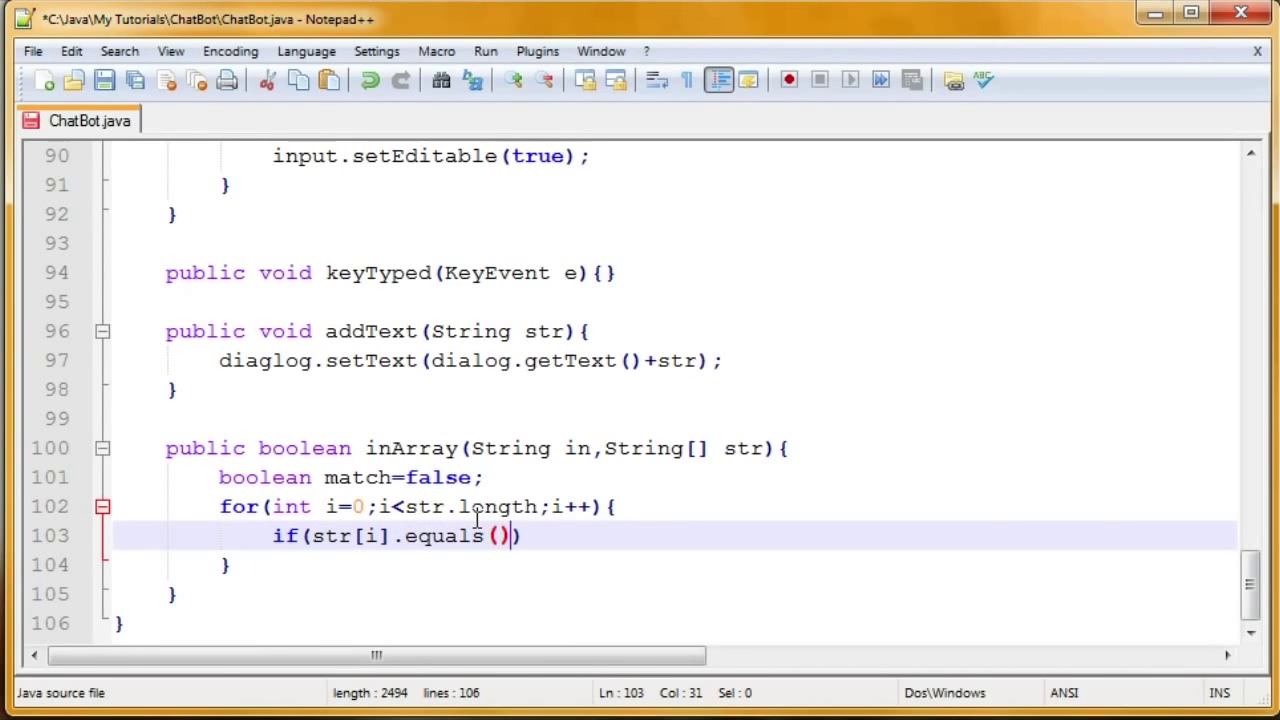 *C:\Java\My Tutorials\ChatBot\ChatBot.java - Notepad++
File Edit Search View Encoding Language Settings Macro Run Plugins Window ? X
ABC
ChatBot.java
90 input.setEditable(true);
91 }
92 }
93
94 public void keyTyped(KeyEvent e){}
95
96 public void addText(String str){
97 diaglog.setText(dialog.getText()+str);
98 }
99
100 public boolean inArray(String in,String[] str){
101 boolean match=false;
102 for(int i=0;i<str.length;i++){
103 if(str[i].equals())
104 }
105 }
106 }
Java source file length : 2494 lines : 106 Ln : 103 Col : 31 Sel : 0 Dos\Windows ANSI INS